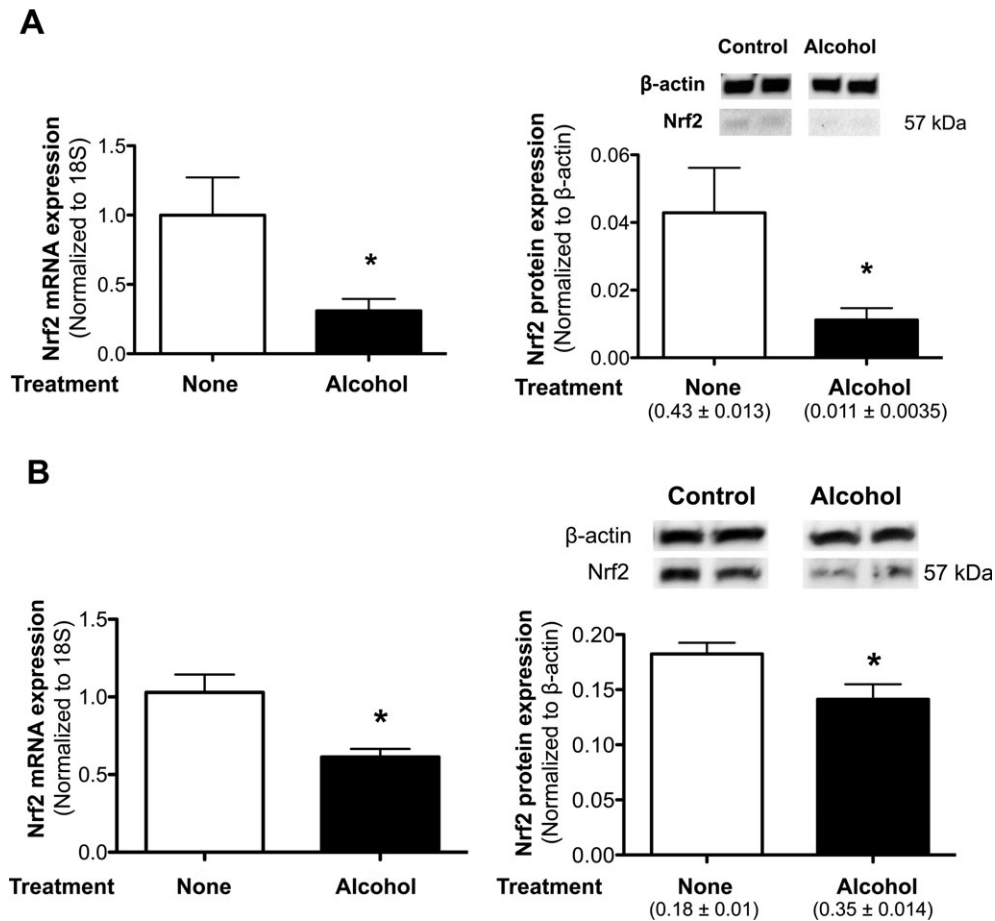 A
Control Alcohol
β-actin
Nrf2 57 kDa
Nrf2 mRNA expression
(Normalized to 18S)
1.5
1.0
0.5
0.0
*
Treatment None Alcohol
Nrf2 protein expression
(Normalized to β-actin)
0.06
0.04
0.02
0.00
*
None Alcohol
(0.43 ± 0.013) (0.011 ± 0.0035)
B
Control Alcohol
β-actin
Nrf2 57 kDa
Nrf2 mRNA expression
(Normalized to 18S)
1.5
1.0
0.5
0.0
*
Treatment None Alcohol
Nrf2 protein expression
(Normalized to β-actin)
0.20
0.15
0.10
0.05
0.00
*
Treatment None Alcohol
(0.18 ± 0.01) (0.35 ± 0.014)